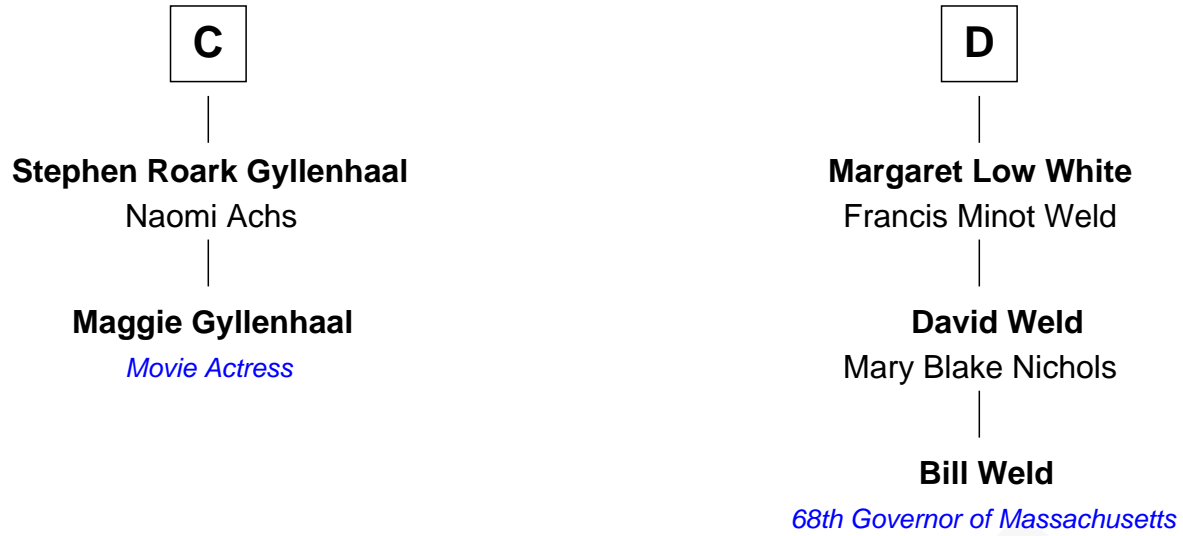 C
Stephen Roark Gyllenhaal
Naomi Achs
Maggie Gyllenhaal
Movie Actress
D
Margaret Low White
Francis Minot Weld
David Weld
Mary Blake Nichols
Bill Weld
68th Governor of Massachusetts